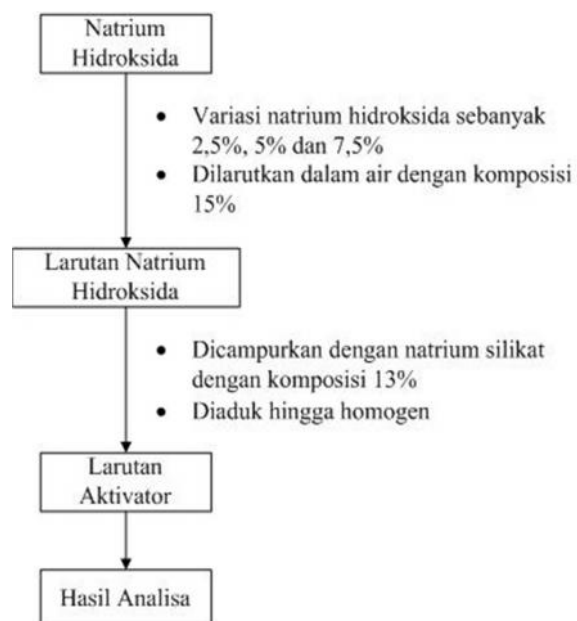 Natrium
Hidroksida
• Variasi natrium hidroksida sebanyak
2,5%, 5% dan 7,5%
• Dilarutkan dalam air dengan komposisi
15%
Larutan Natrium
Hidroksida
• Dicampurkan dengan natrium silikat
dengan komposisi 13%
• Diaduk hingga homogen
Larutan
Aktivator
Hasil Analisa